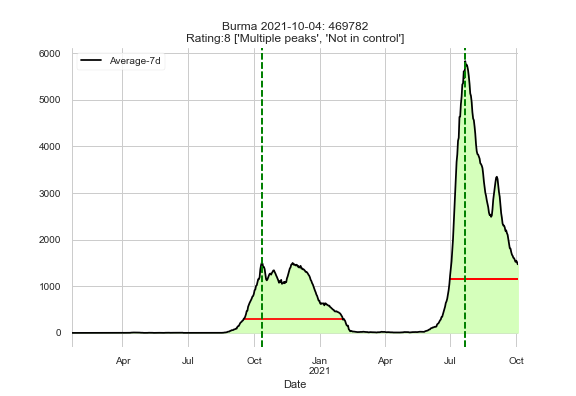 Burma 2021-10-04: 469782
Rating:8 ['Multiple peaks', 'Not in control']
Average-7d
6000
5000
4000
3000
2000
1000
0
Apr Jul Oct Jan Apr Jul Oct
2021
Date